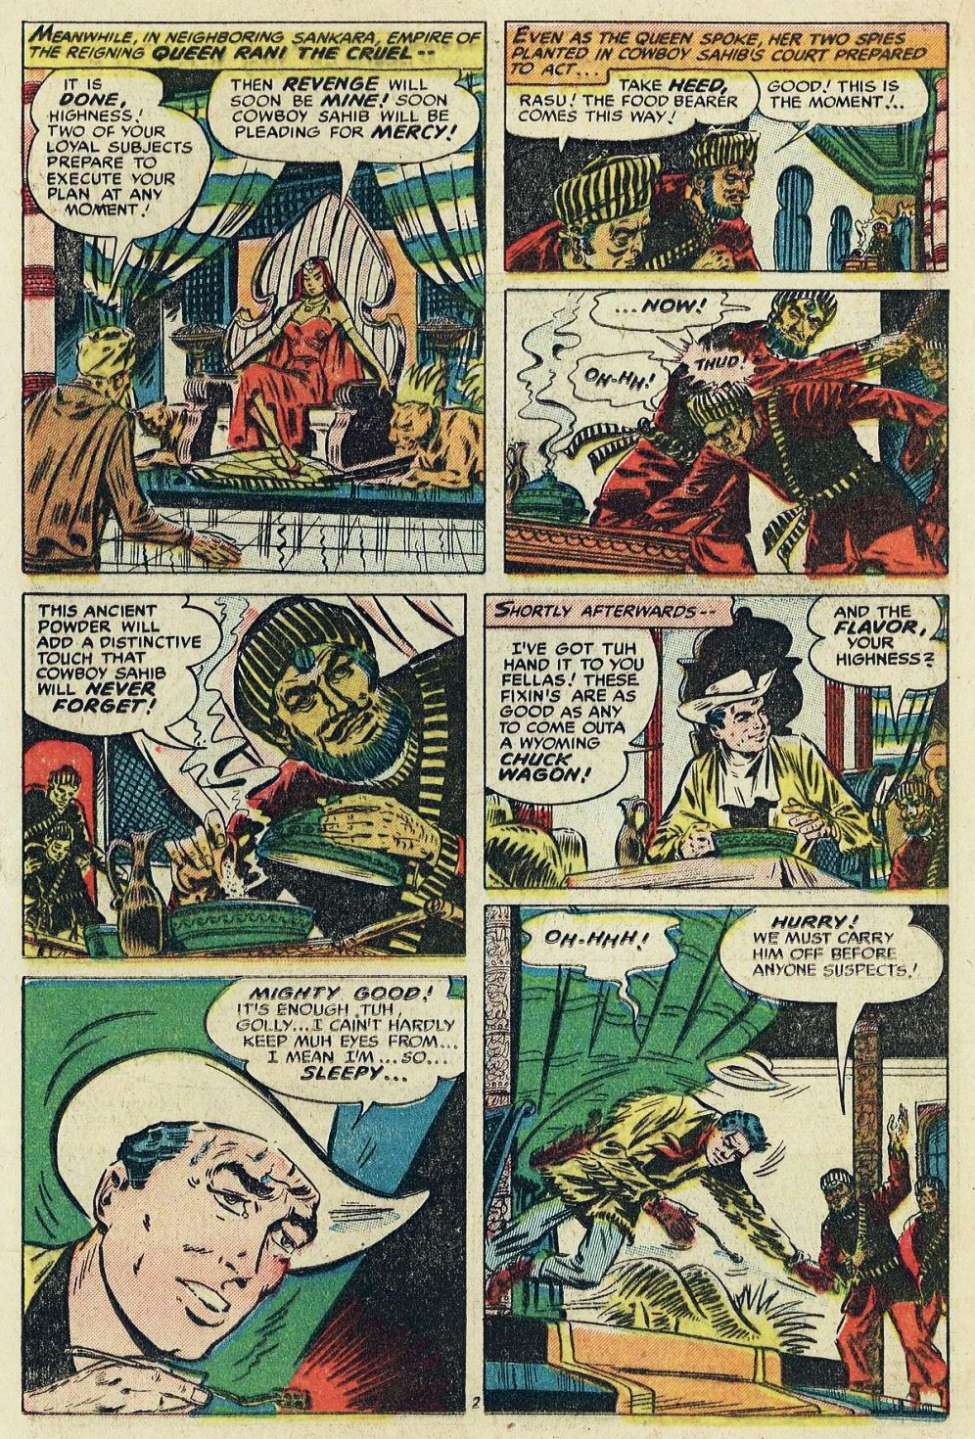 MEANWHILE, IN NEIGHBORING SANKARA, EMPIRE OF
THE REIGNING QUEEN RANI THE CRUEL --
IT IS
DONE,
HIGHNESS!
TWO OF YOUR
LOYAL SUBJECTS
PREPARE TO
EXECUTE YOUR
PLAN AT ANY
MOMENT!
THEN REVENGE WILL
SOON BE MINE! SOON
COWBOY SAHIB WILL BE
PLEADING FOR MERCY!
EVEN AS THE QUEEN SPOKE, HER TWO SPIES
PLANTED IN COWBOY SAHIB'S COURT PREPARED
TO ACT...
TAKE HEED,
RASU! THE FOOD BEARER
COMES THIS WAY!
GOOD! THIS IS
THE MOMENT!..
...NOW!
THUD!
OH-HH!
THIS ANCIENT
POWDER WILL
ADD A DISTINCTIVE
TOUCH THAT
COWBOY SAHIB
WILL NEVER
FORGET!
SHORTLY AFTERWARDS--
I'VE GOT TUH
HAND IT TO YOU
FELLAS! THESE
FIXIN'S ARE AS
GOOD AS ANY
TO COME OUTA
A WYOMING
CHUCK
WAGON!
AND THE
FLAVOR,
YOUR
HIGHNESS?
MIGHTY GOOD!
IT'S ENOUGH TUH,
GOLLY...I CAIN'T HARDLY
KEEP MUH EYES FROM...
I MEAN I'M...SO...
SLEEPY...
OH-HHH!
HURRY!
WE MUST CARRY
HIM OFF BEFORE
ANYONE SUSPECTS!
2